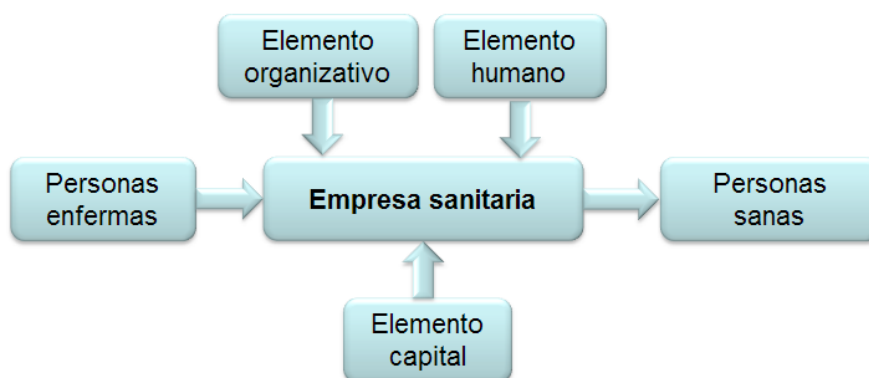 Elemento
organizativo
Elemento
humano
Personas
enfermas
Empresa sanitaria
Personas
sanas
Elemento
capital